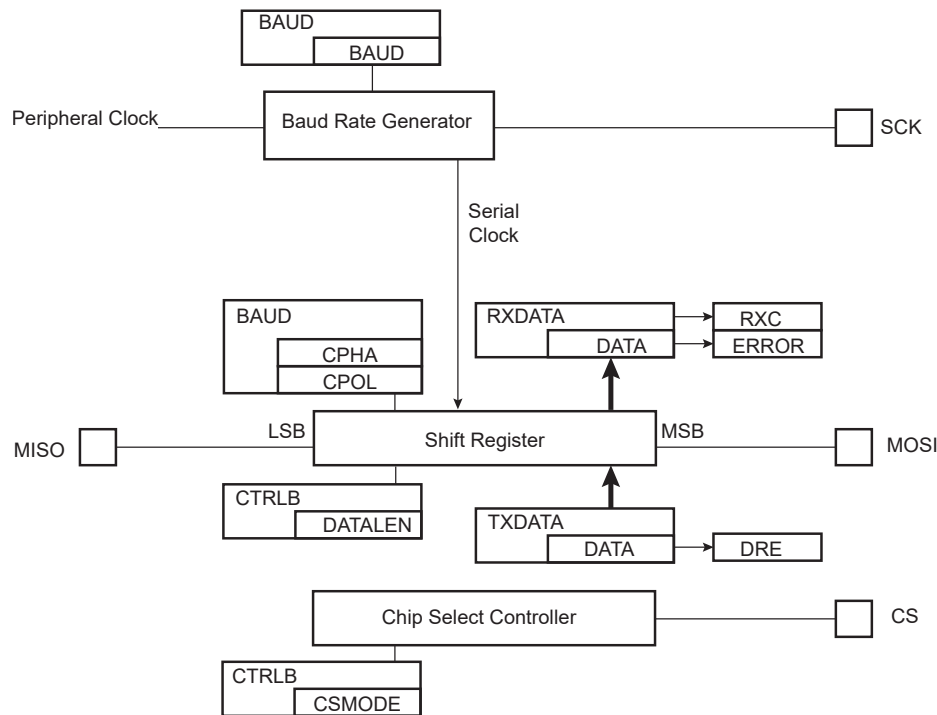 BAUD
BAUD
Peripheral Clock
Baud Rate Generator
SCK
Serial
Clock
BAUD
CPHA
CPOL
RXDATA
DATA
RXC
ERROR
MISO
LSB
Shift Register
MSB
MOSI
CTRLB
DATALEN
TXDATA
DATA
DRE
Chip Select Controller
CS
CTRLB
CSMODE